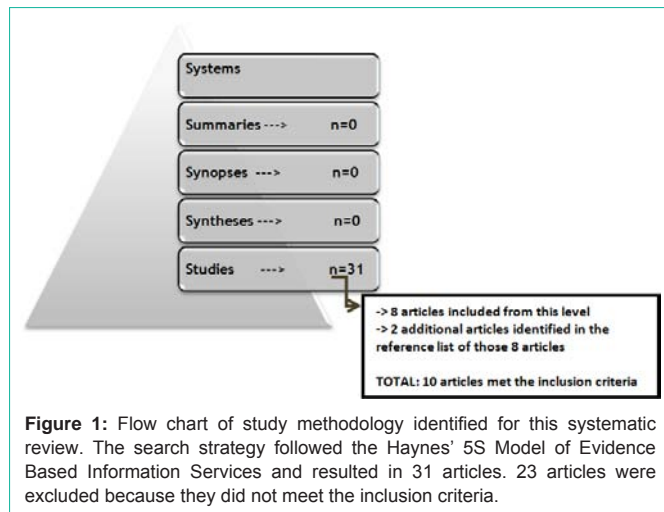 Systems
Summaries ---> n=0
Synopses ---> n=0
Syntheses ---> n=0
Studies ---> n=31
-> 8 articles included from this level
-> 2 additional articles identified in the
reference list of those 8 articles
TOTAL: 10 articles met the inclusion criteria
Figure 1: Flow chart of study methodology identified for this systematic
review. The search strategy followed the Haynes' 5S Model of Evidence
Based Information Services and resulted in 31 articles. 23 articles were
excluded because they did not meet the inclusion criteria.